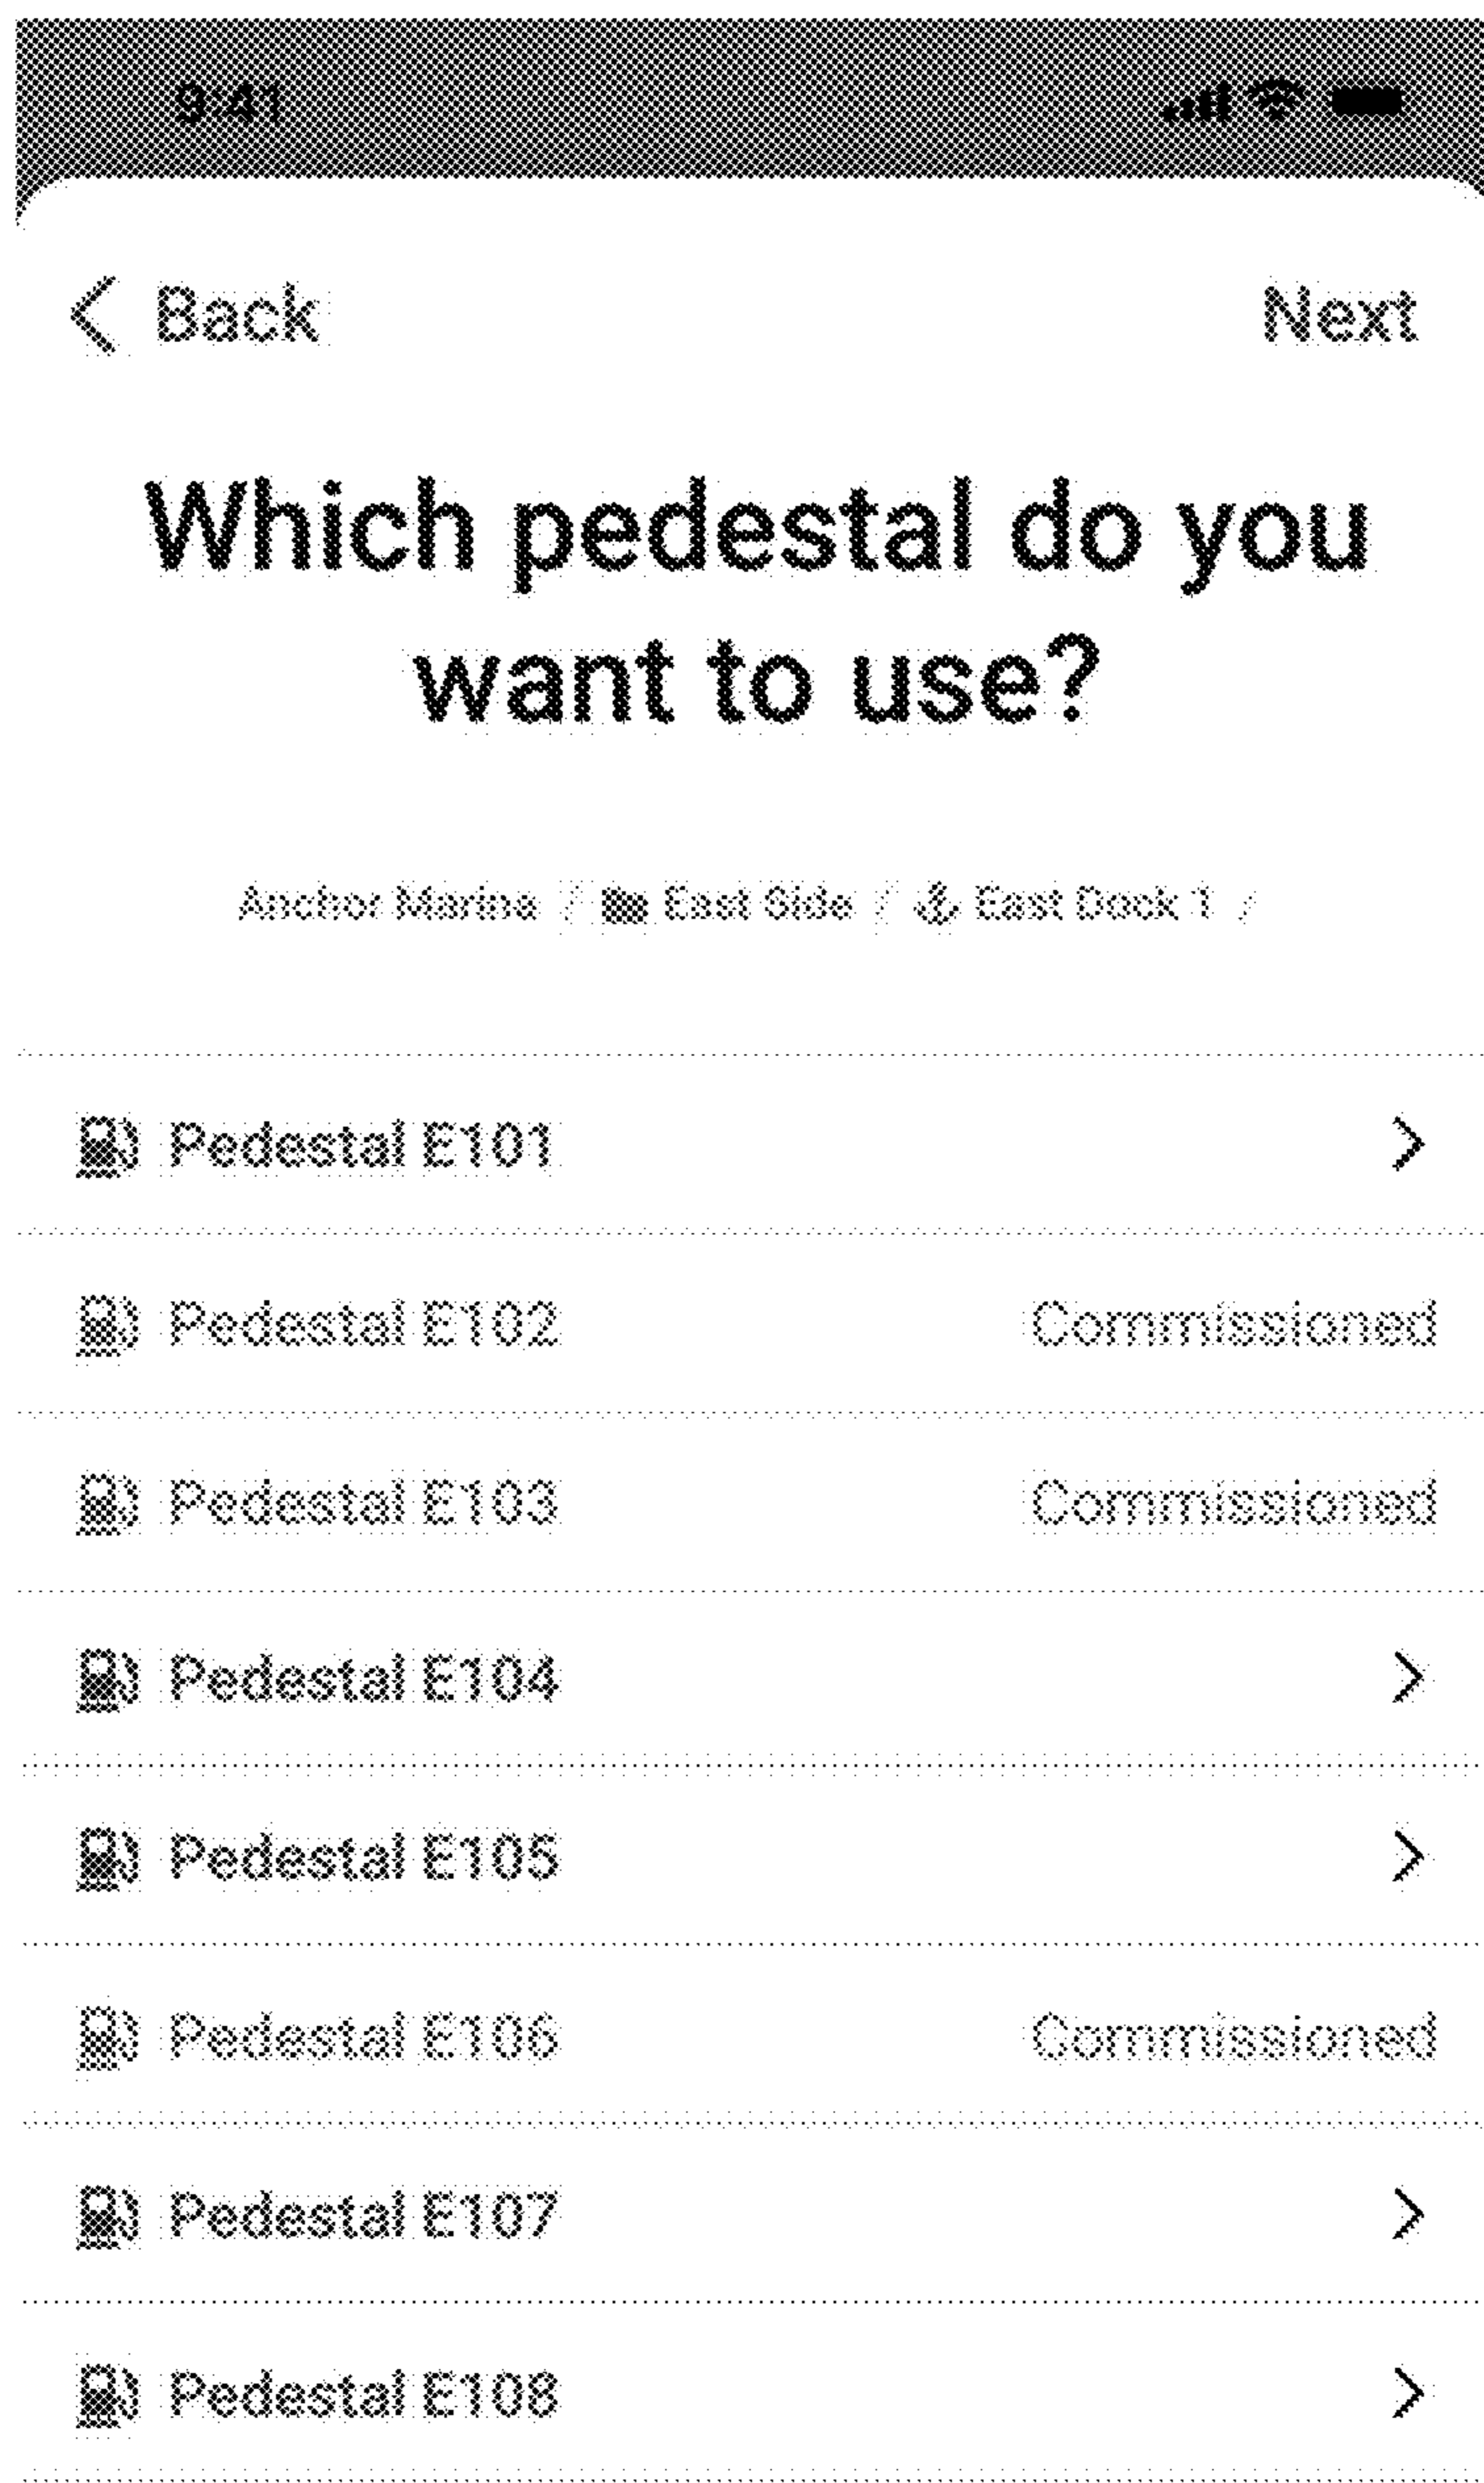 9:41
Back Next
Which pedestal do you
want to use?
Anchor Marina / East Side / East Dock 1 /
Pedestal E101
Pedestal E102 Commissioned
Pedestal E103 Commissioned
Pedestal E104
Pedestal E105
Pedestal E106 Commissioned
Pedestal E107
Pedestal E108